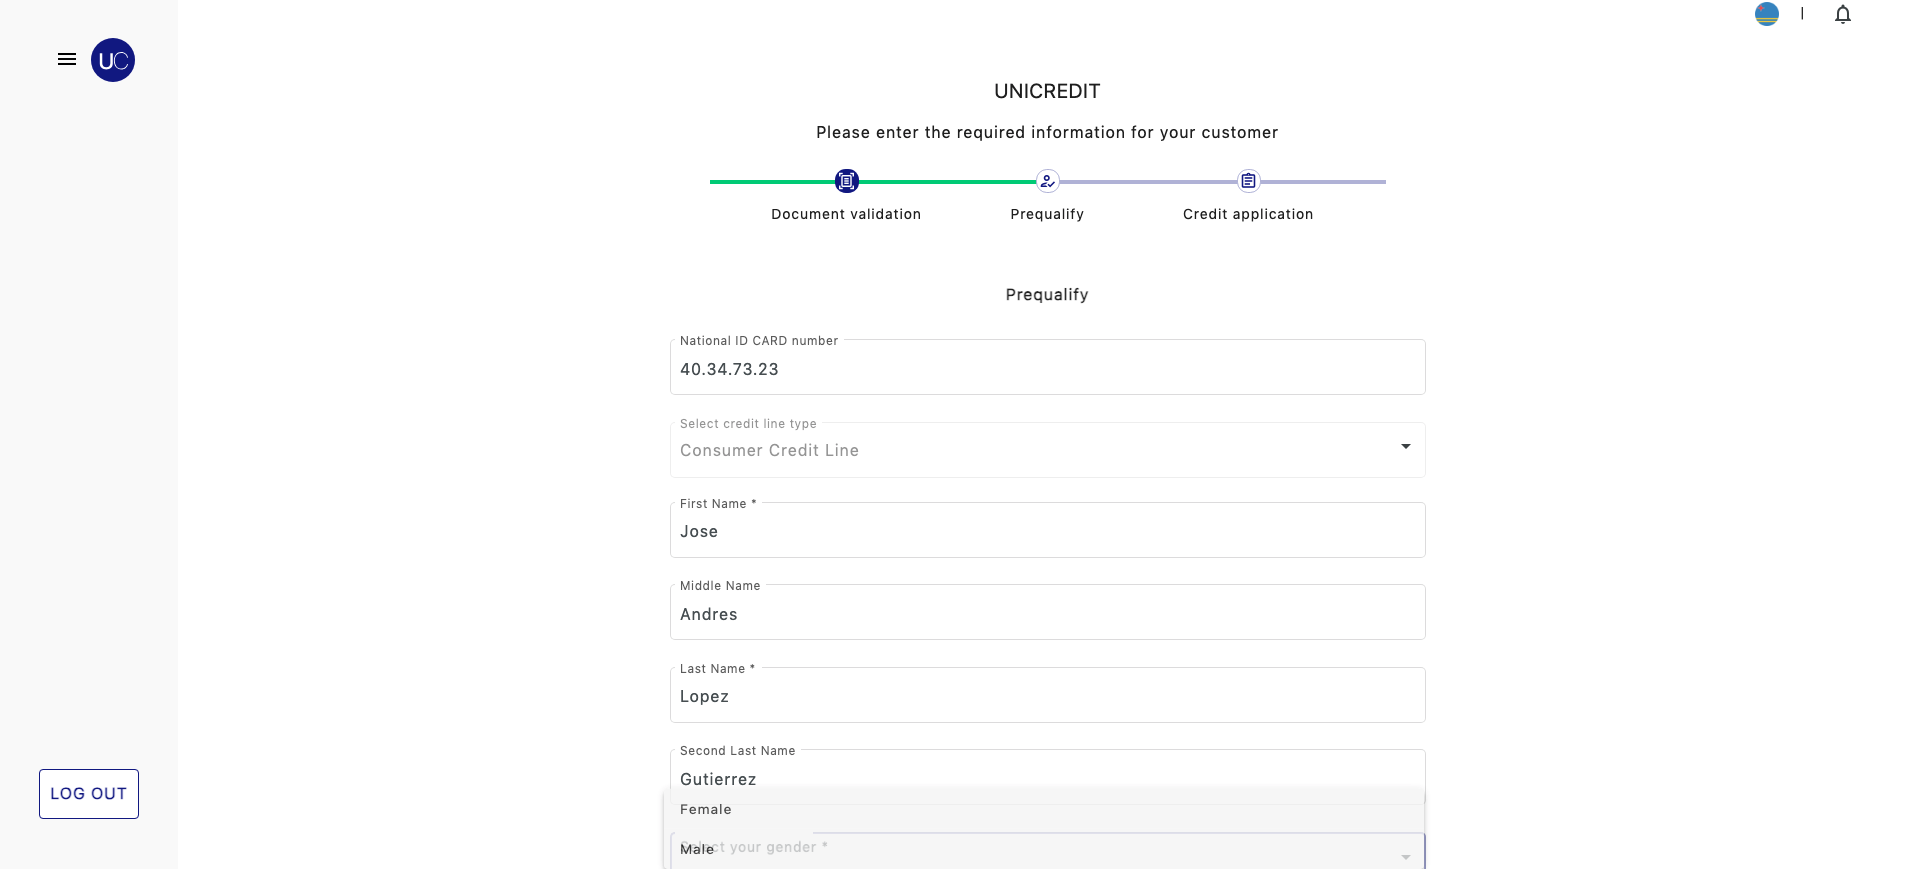 UC
UNICREDIT
Please enter the required information for your customer
Document validation
Prequalify
Credit application
Prequalify
National ID CARD number
40.34.73.23
Select credit line type
Consumer Credit Line
First Name *
Jose
Middle Name
Andres
Last Name *
Lopez
Second Last Name
Gutierrez
Female
Select your gender *
Male
LOG OUT